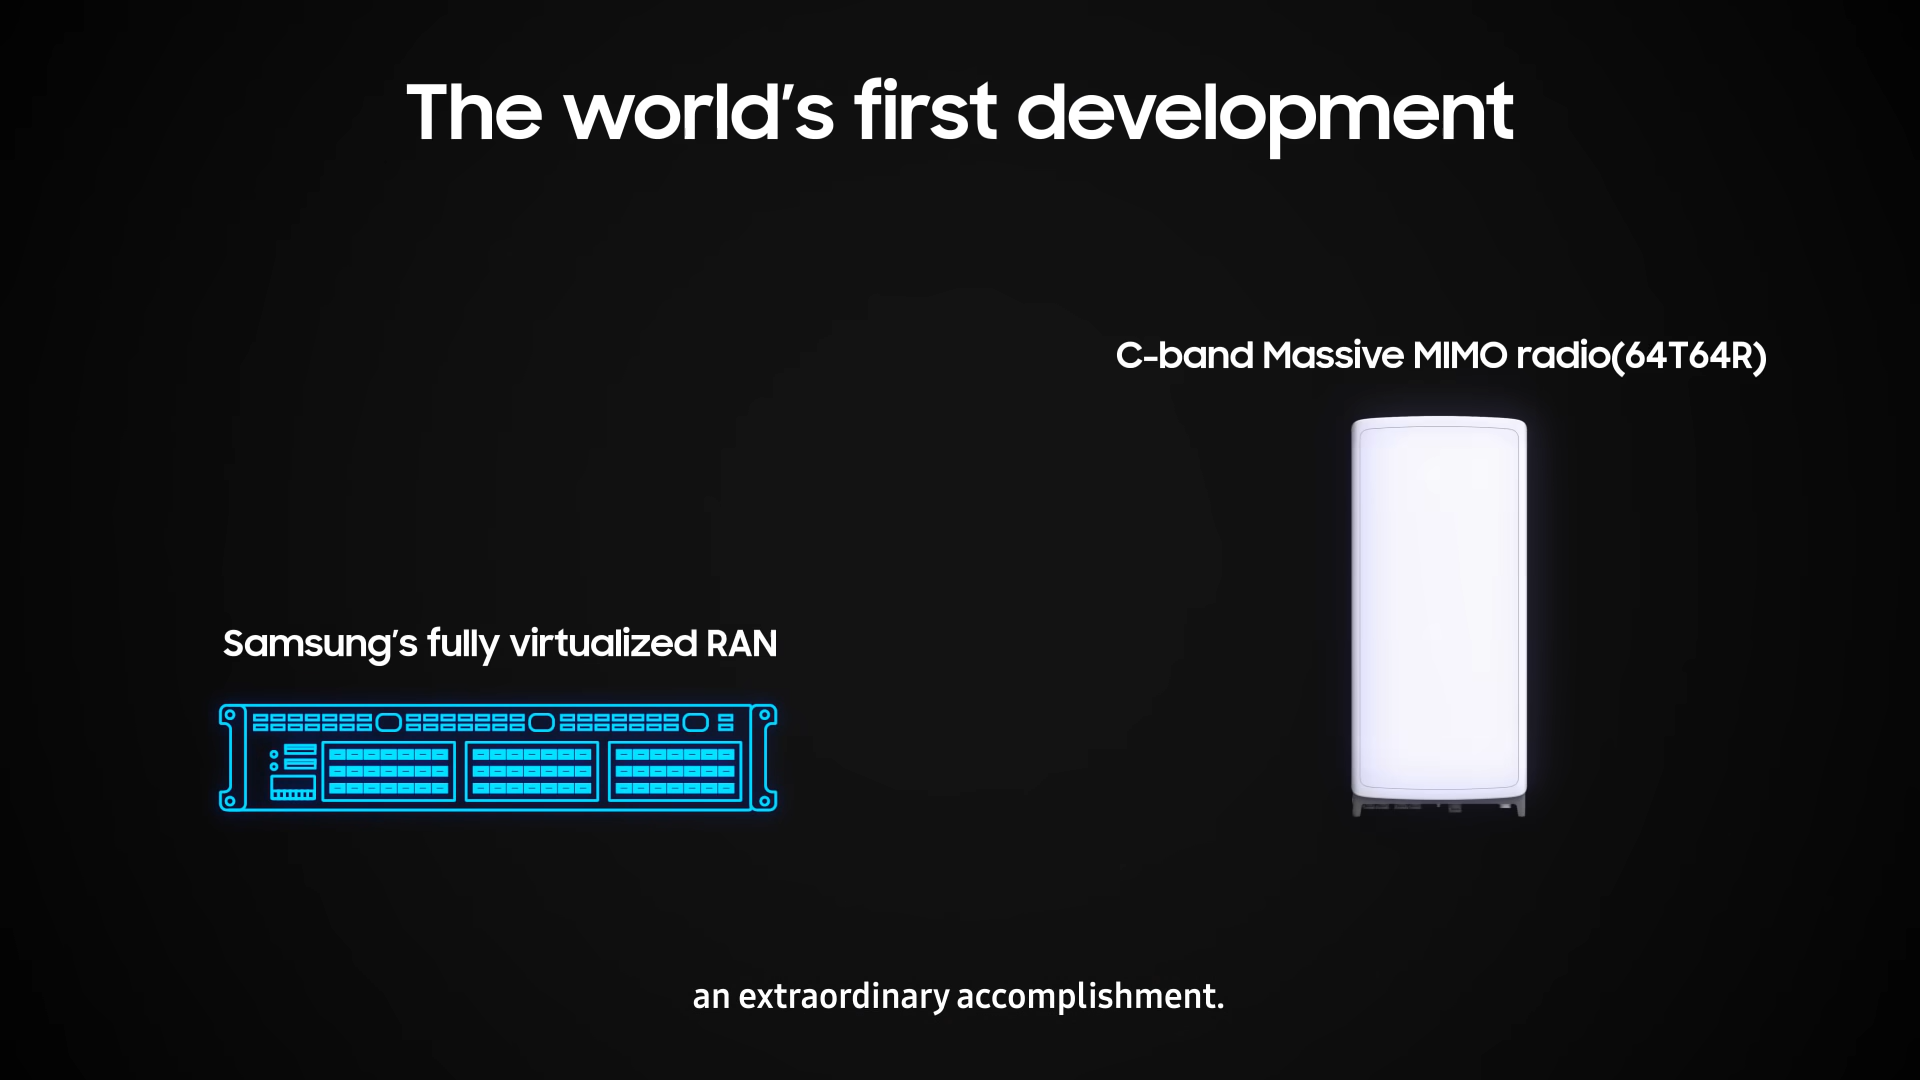 The world's first development
C-band Massive MIMO radio(64T64R)
Samsung's fully virtualized RAN
an extraordinary accomplishment.